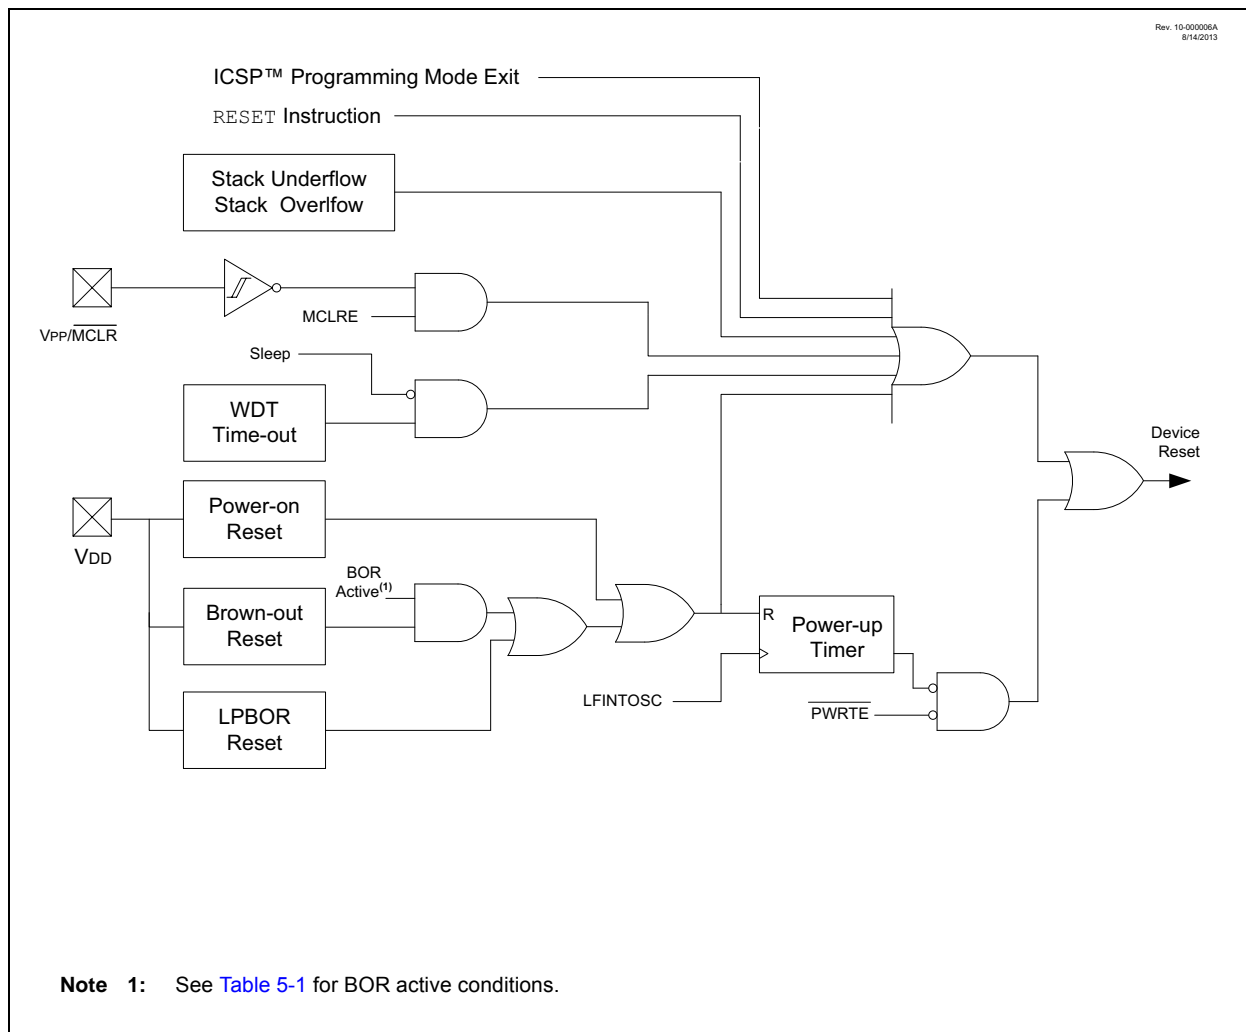 Rev. 10-000006A
8/14/2013
ICSP™ Programming Mode Exit
RESET Instruction
Stack Underflow
Stack Overlfow
VPP/MCLR
MCLRE
Sleep
WDT
Time-out
Device
Reset
VDD
Power-on
Reset
BOR
Active(1)
Brown-out
Reset
R
Power-up
Timer
LFINTOSC
PWRTE
LPBOR
Reset
Note 1: See Table 5-1 for BOR active conditions.